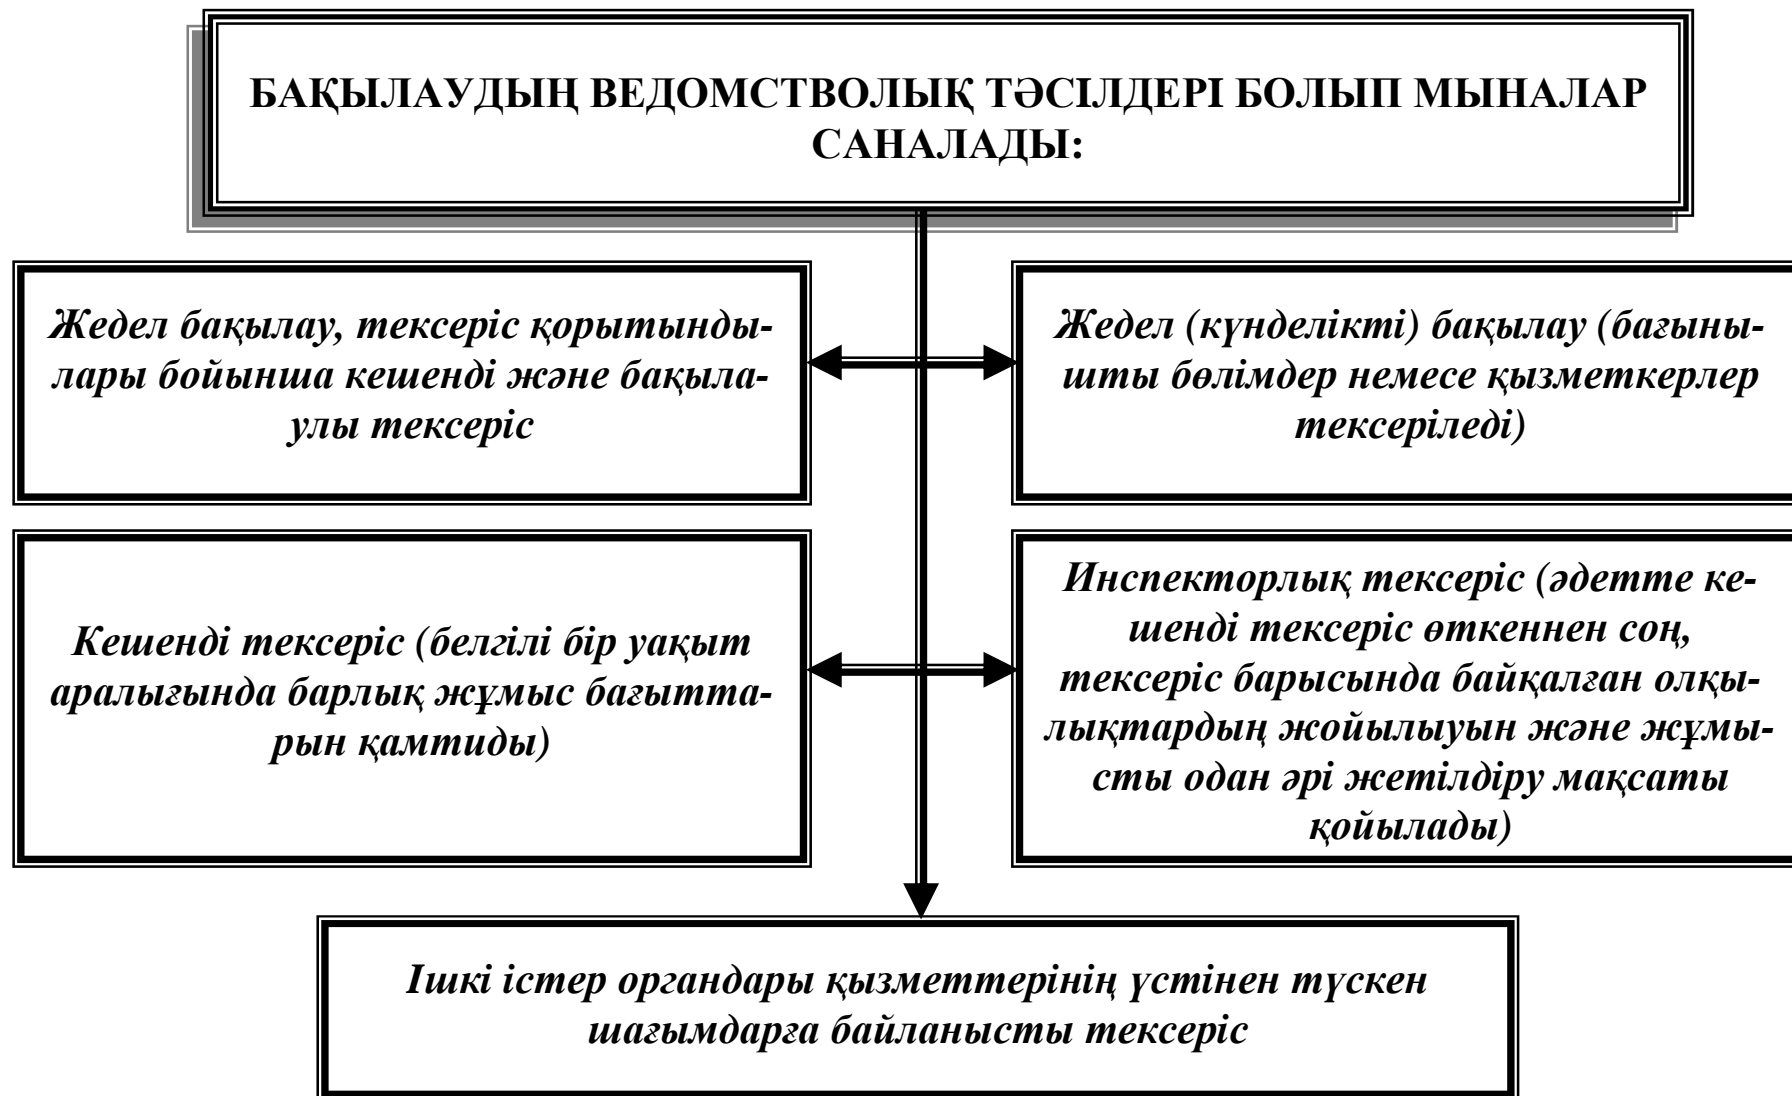 БАҚЫЛАУДЫҢ ВЕДОМСТВОЛЫҚ ТӘСІЛДЕРІ БОЛЫП МЫНАЛАР
САНАЛАДЫ:
Жедел бақылау, тексеріс қорытынды-
лары бойынша кешенді және бақыла-
улы тексеріс
Жедел (күнделікті) бақылау (бағыны-
шты бөлімдер немесе қызметкерлер
тексеріледі)
Кешенді тексеріс (белгілі бір уақыт
аралығында барлық жұмыс бағытта-
рын қамтиды)
Инспекторлық тексеріс (әдетте ке-
шенді тексеріс өткеннен соң,
тексеріс барысында байқалған олқы-
лықтардың жойылыуын және жұмы-
сты одан әрі жетілдіру мақсаты
қойылады)
Ішкі істер органдары қызметтерінің үстінен түскен
шағымдарға байланысты тексеріс